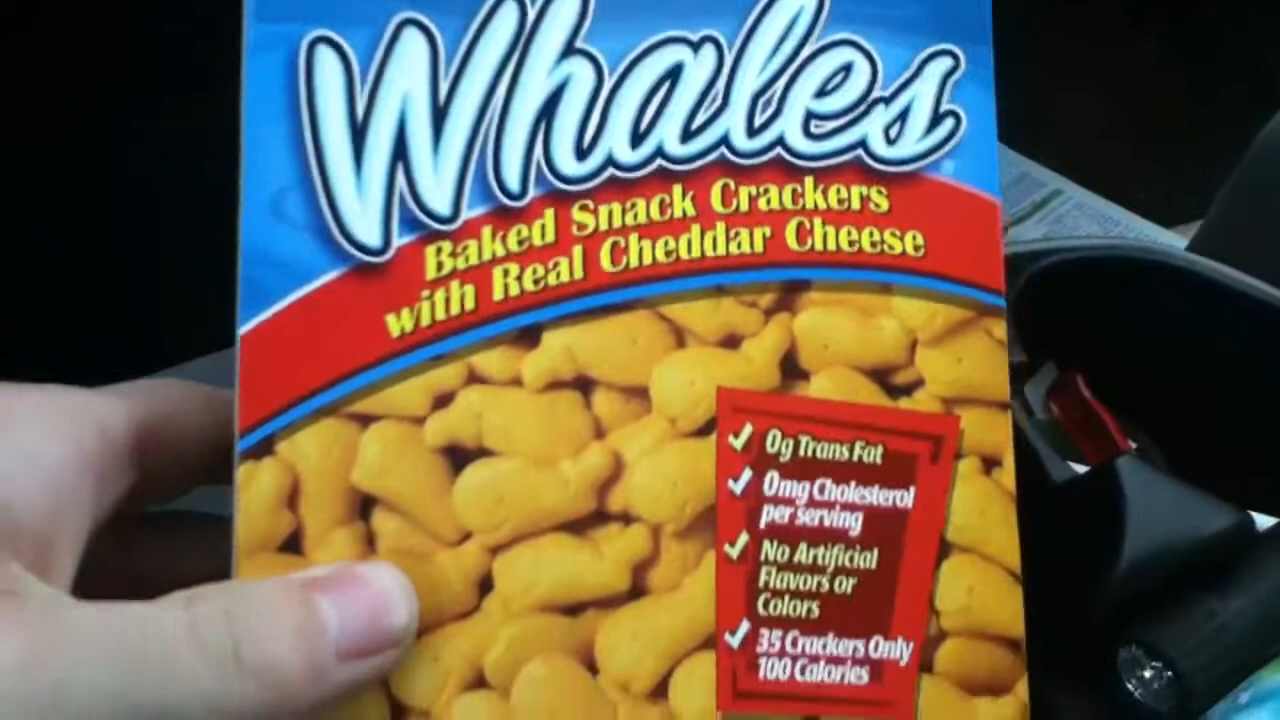 Whales
Baked Snack Crackers
with Real Cheddar Cheese
0g Trans Fat
0mg Cholesterol
per serving
No Artificial
Flavors or
Colors
35 Crackers Only
100 Calories